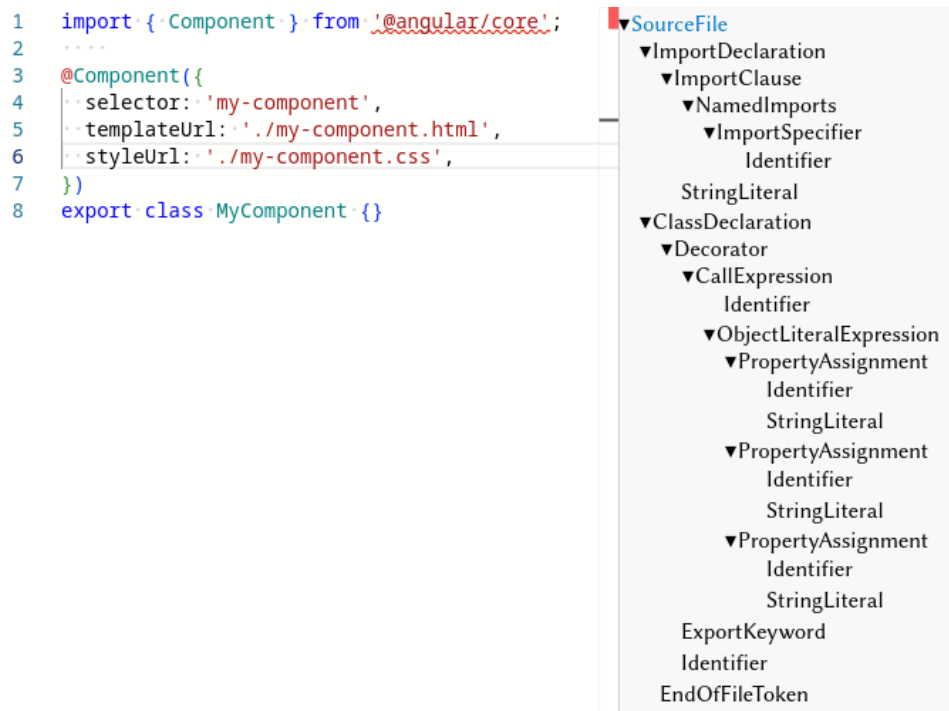 1 import { Component } from '@angular/core';
2 ····
3 @Component({
4 ··selector: 'my-component',
5 ··templateUrl: './my-component.html',
6 ··styleUrl: './my-component.css',
7 })
8 export class MyComponent {}
▼SourceFile
▼ImportDeclaration
▼ImportClause
▼NamedImports
▼ImportSpecifier
Identifier
StringLiteral
▼ClassDeclaration
▼Decorator
▼CallExpression
Identifier
▼ObjectLiteralExpression
▼PropertyAssignment
Identifier
StringLiteral
▼PropertyAssignment
Identifier
StringLiteral
▼PropertyAssignment
Identifier
StringLiteral
ExportKeyword
Identifier
EndOfFileToken